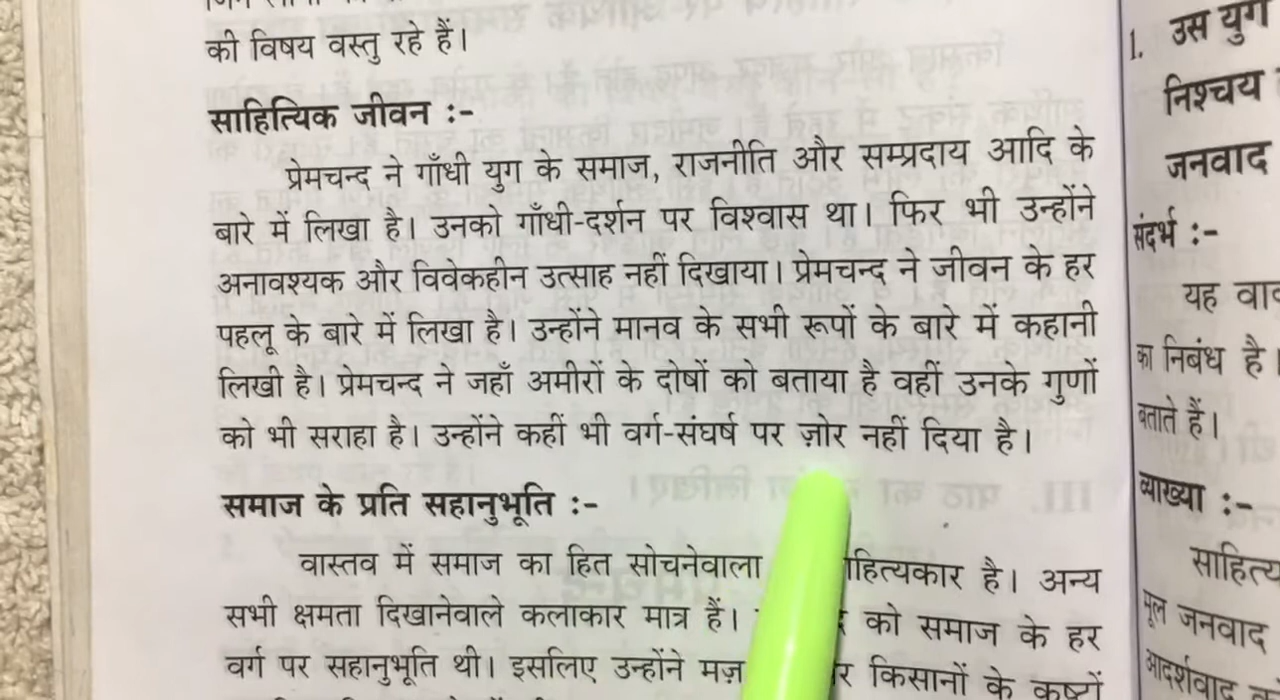 की विषय वस्तु रहे हैं।
साहित्यिक जीवन :-
प्रेमचन्द ने गाँधी युग के समाज, राजनीति और सम्प्रदाय आदि के
बारे में लिखा है। उनको गाँधी-दर्शन पर विश्वास था। फिर भी उन्होंने
अनावश्यक और विवेकहीन उत्साह नहीं दिखाया। प्रेमचन्द ने जीवन के हर
पहलू के बारे में लिखा है। उन्होंने मानव के सभी रूपों के बारे में कहानी
लिखी है। प्रेमचन्द ने जहाँ अमीरों के दोषों को बताया है वहीं उनके गुणों
को भी सराहा है। उन्होंने कहीं भी वर्ग-संघर्ष पर ज़ोर नहीं दिया है।
समाज के प्रति सहानुभूति :-
वास्तव में समाज का हित सोचनेवाला है। अन्य
सभी क्षमता दिखानेवाले कलाकार मात्र हैं। को समाज के हर
वर्ग पर सहानुभूति थी। इसलिए उन्होंने किसानों के कष्टों
1. उस युग
निश्चय
जनवाद
संदर्भ :-
यह
का निबंध है।
बताते हैं।
व्याख्या :-
मूल जनवाद